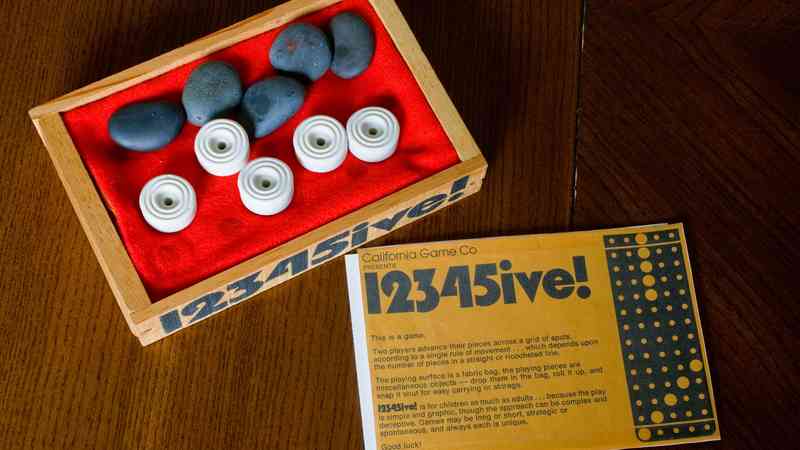 12345ive!
California Game Co
PRESENTS
12345ive!
This is a game.
Two players advance their pieces across a grid of spots,
according to a single rule of movement . . . which depends upon
the number of pieces in a straight or ricocheted line.
The playing surface is a fabric bag, the playing pieces are
miscellaneous objects — drop them in the bag, roll it up, and
snap it shut for easy carrying or storage.
12345ive! is for children as much as adults . . . because the play
is simple and graphic, though the approach can be complex and
deceptive. Games may be long or short, strategic or
spontaneous, and always each is unique.
Good luck!